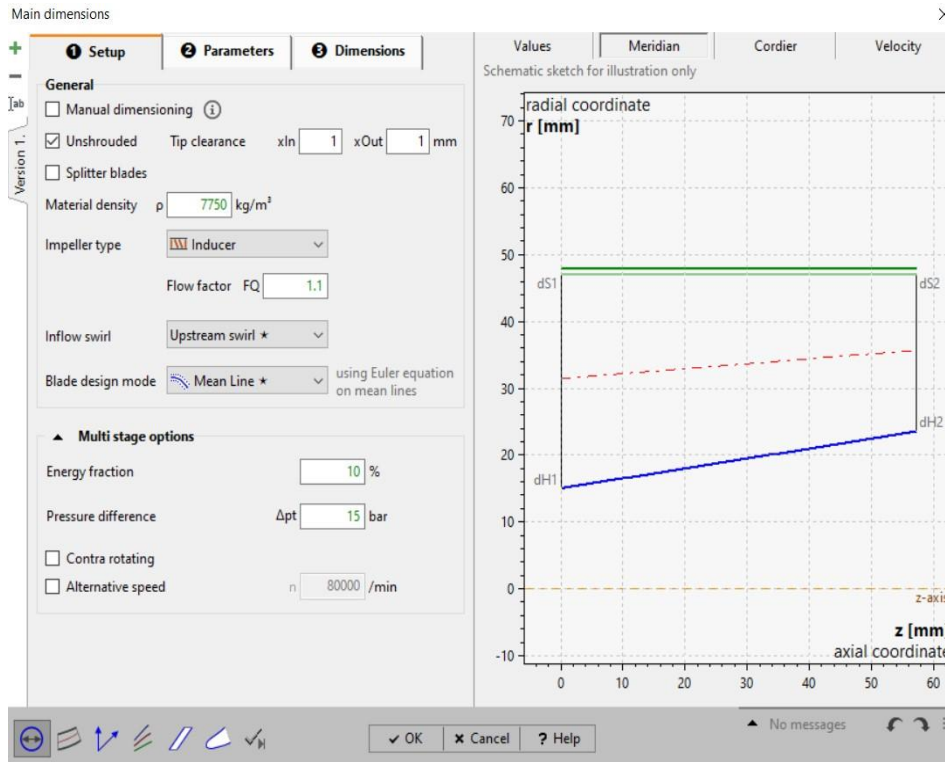 Main dimensions
1 Setup
2 Parameters
3 Dimensions
ab
Version 1.
General
Manual dimensioning i
Unshrouded Tip clearance xIn 1 xOut 1 mm
Splitter blades
Material density ρ 7750 kg/m³
Impeller type Inducer
Flow factor FQ 1.1
Inflow swirl Upstream swirl ★
Blade design mode Mean Line ★ using Euler equation
on mean lines
Multi stage options
Energy fraction 10 %
Pressure difference Δpt 15 bar
Contra rotating
Alternative speed n 80000 /min
Values Meridian Cordier Velocity
Schematic sketch for illustration only
radial coordinate
r [mm]
70
60
50
dS1 dS2
40
30
dH2
20
dH1
10
0
z-axis
z [mm]
axial coordinate
-10
0 10 20 30 40 50 60
OK Cancel ? Help
No messages